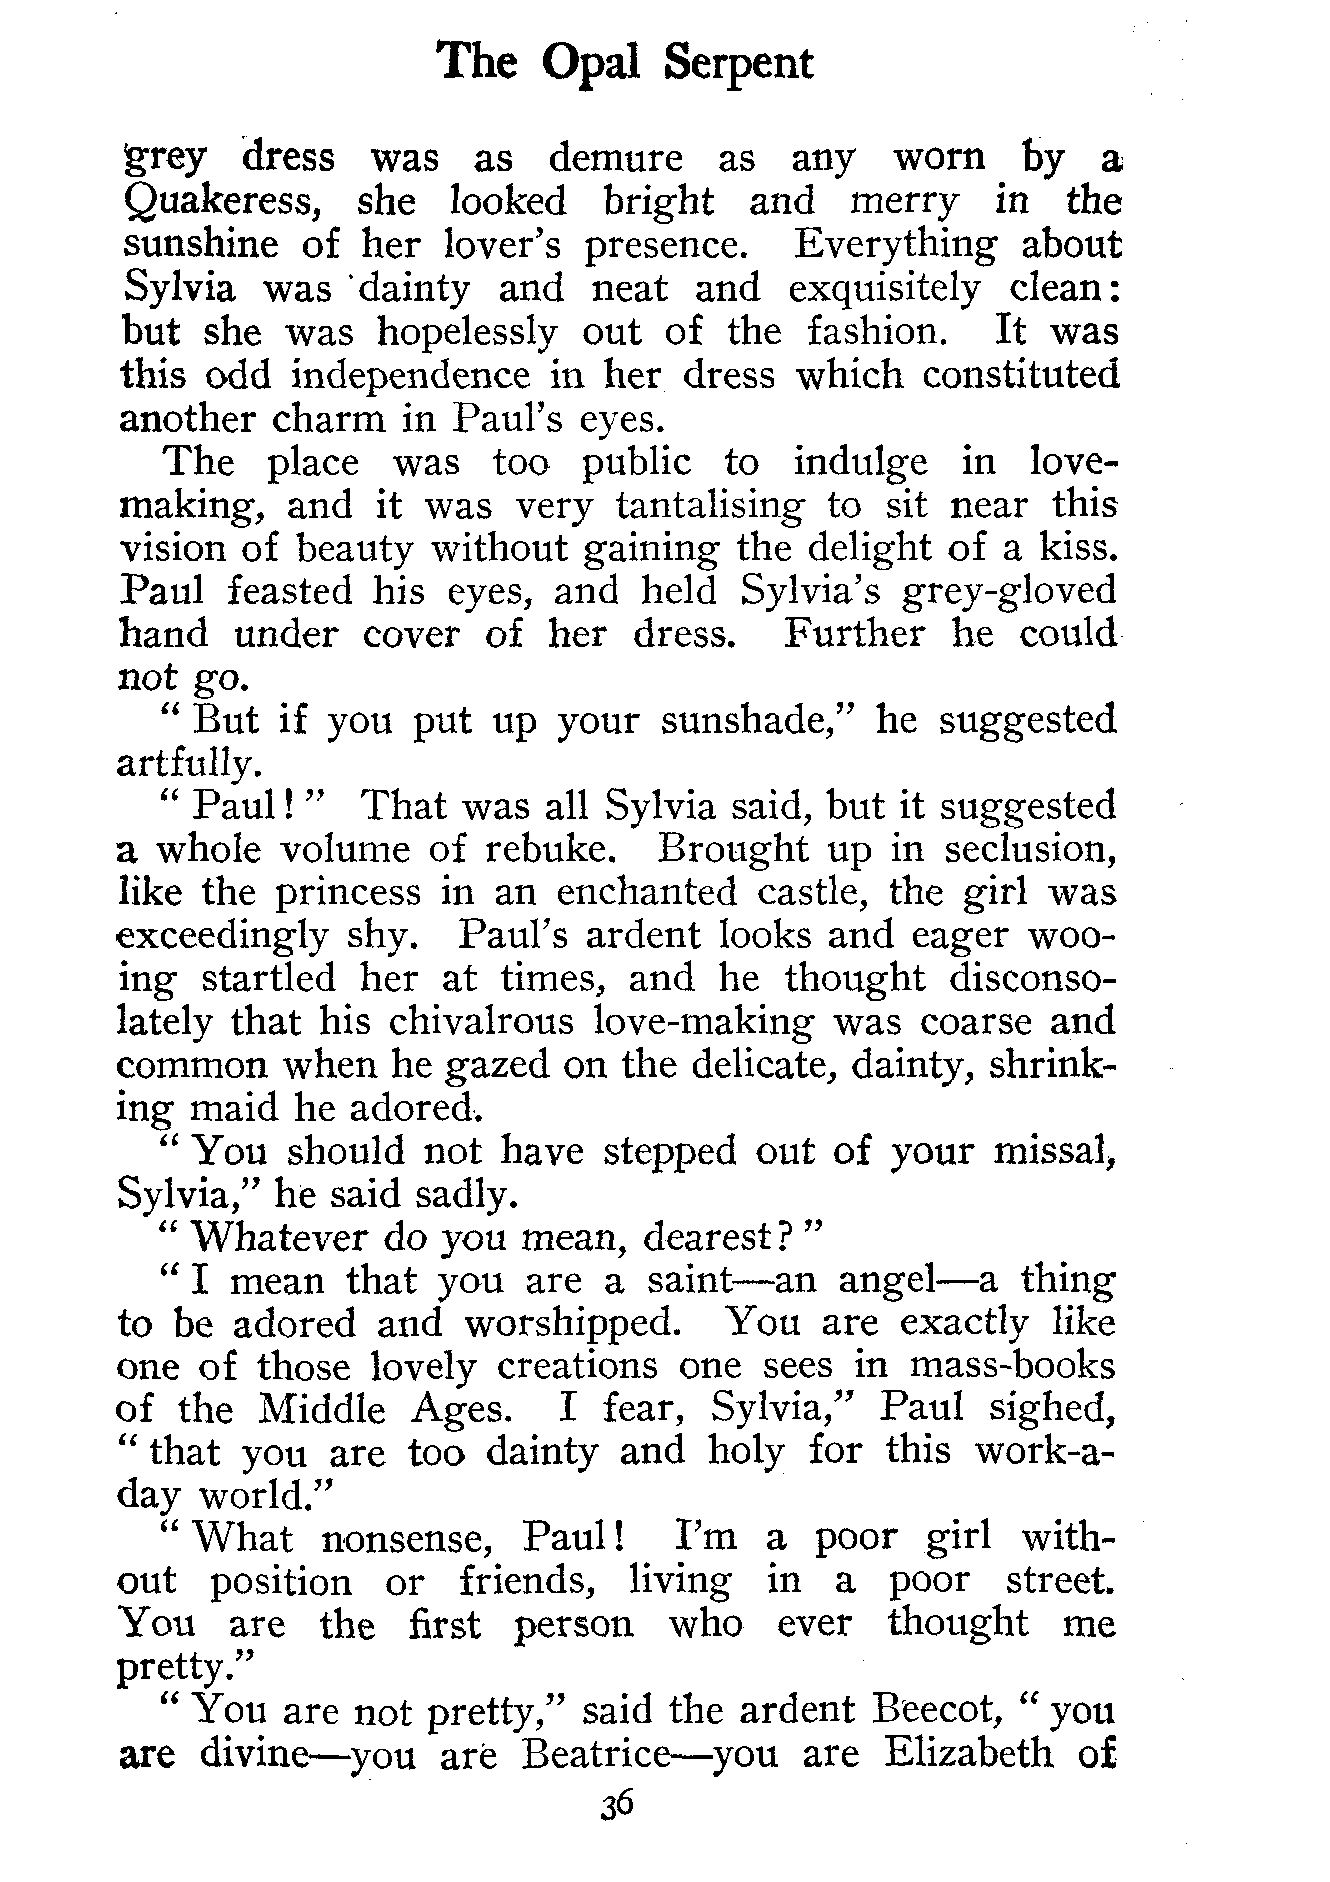 The Opal Serpent
grey dress was as demure as any worn by a
Quakeress, she looked bright and merry in the
sunshine of her lover's presence. Everything about
Sylvia was dainty and neat and exquisitely clean:
but she was hopelessly out of the fashion. It was
this odd independence in her dress which constituted
another charm in Paul's eyes.
The place was too public to indulge in love-
making, and it was very tantalising to sit near this
vision of beauty without gaining the delight of a kiss.
Paul feasted his eyes, and held Sylvia's grey-gloved
hand under cover of her dress. Further he could
not go.
“ But if you put up your sunshade,” he suggested
artfully.
“ Paul! ” That was all Sylvia said, but it suggested
a whole volume of rebuke. Brought up in seclusion,
like the princess in an enchanted castle, the girl was
exceedingly shy. Paul's ardent looks and eager woo-
ing startled her at times, and he thought disconso-
lately that his chivalrous love-making was coarse and
common when he gazed on the delicate, dainty, shrink-
ing maid he adored.
“ You should not have stepped out of your missal,
Sylvia,” he said sadly.
“ Whatever do you mean, dearest? ”
“ I mean that you are a saint—an angel—a thing
to be adored and worshipped. You are exactly like
one of those lovely creations one sees in mass-books
of the Middle Ages. I fear, Sylvia,” Paul sighed,
“ that you are too dainty and holy for this work-a-
day world.”
“ What nonsense, Paul! I'm a poor girl with-
out position or friends, living in a poor street.
You are the first person who ever thought me
pretty.”
“ You are not pretty,” said the ardent Beecot, “ you
are divine—you are Beatrice—you are Elizabeth of
36